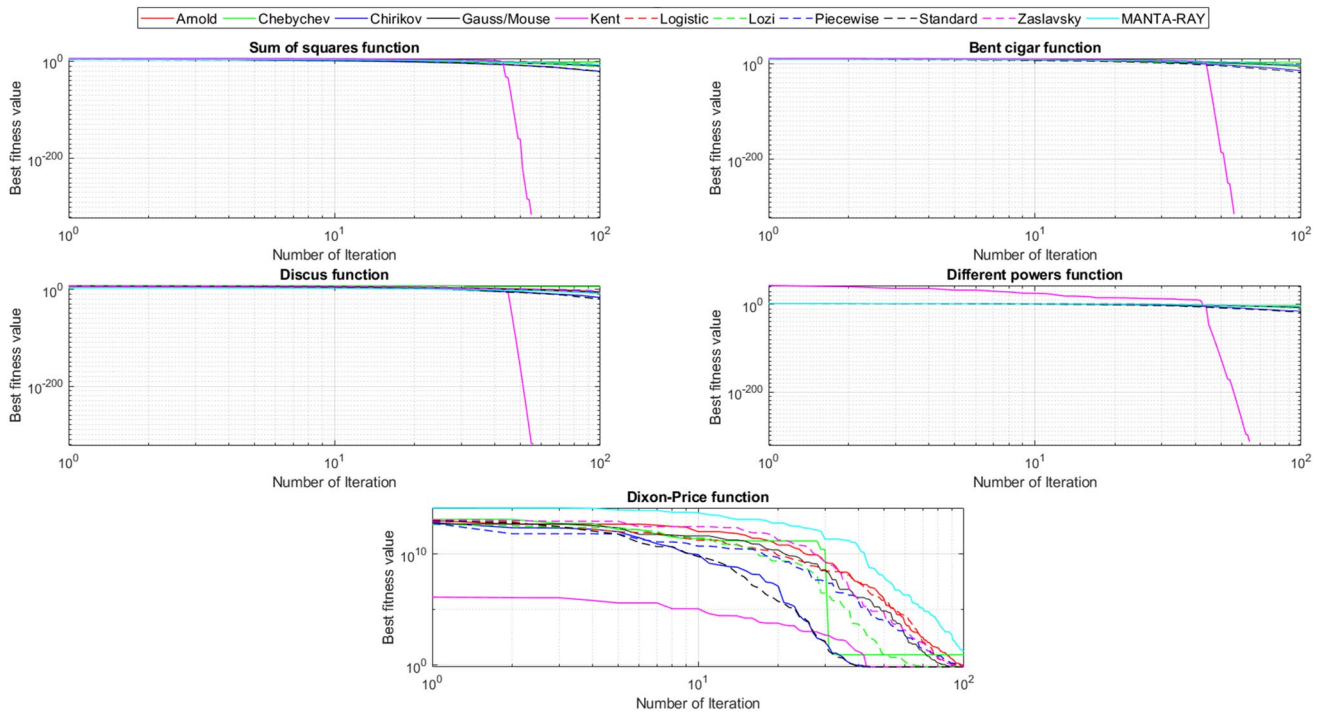 Arnold Chebychev Chirikov Gauss/Mouse Kent Logistic Lozi Piecewise Standard Zaslavsky MANTA-RAY
Sum of squares function
Best fitness value
10^0
10^-200
10^0 10^1 10^2
Number of Iteration
Bent cigar function
Best fitness value
10^0
10^-200
10^0 10^1 10^2
Number of Iteration
Discus function
Best fitness value
10^0
10^-200
10^0 10^1 10^2
Number of Iteration
Different powers function
Best fitness value
10^0
10^-200
10^0 10^1 10^2
Number of Iteration
Dixon-Price function
Best fitness value
10^10
10^0
10^0 10^1 10^2
Number of Iteration